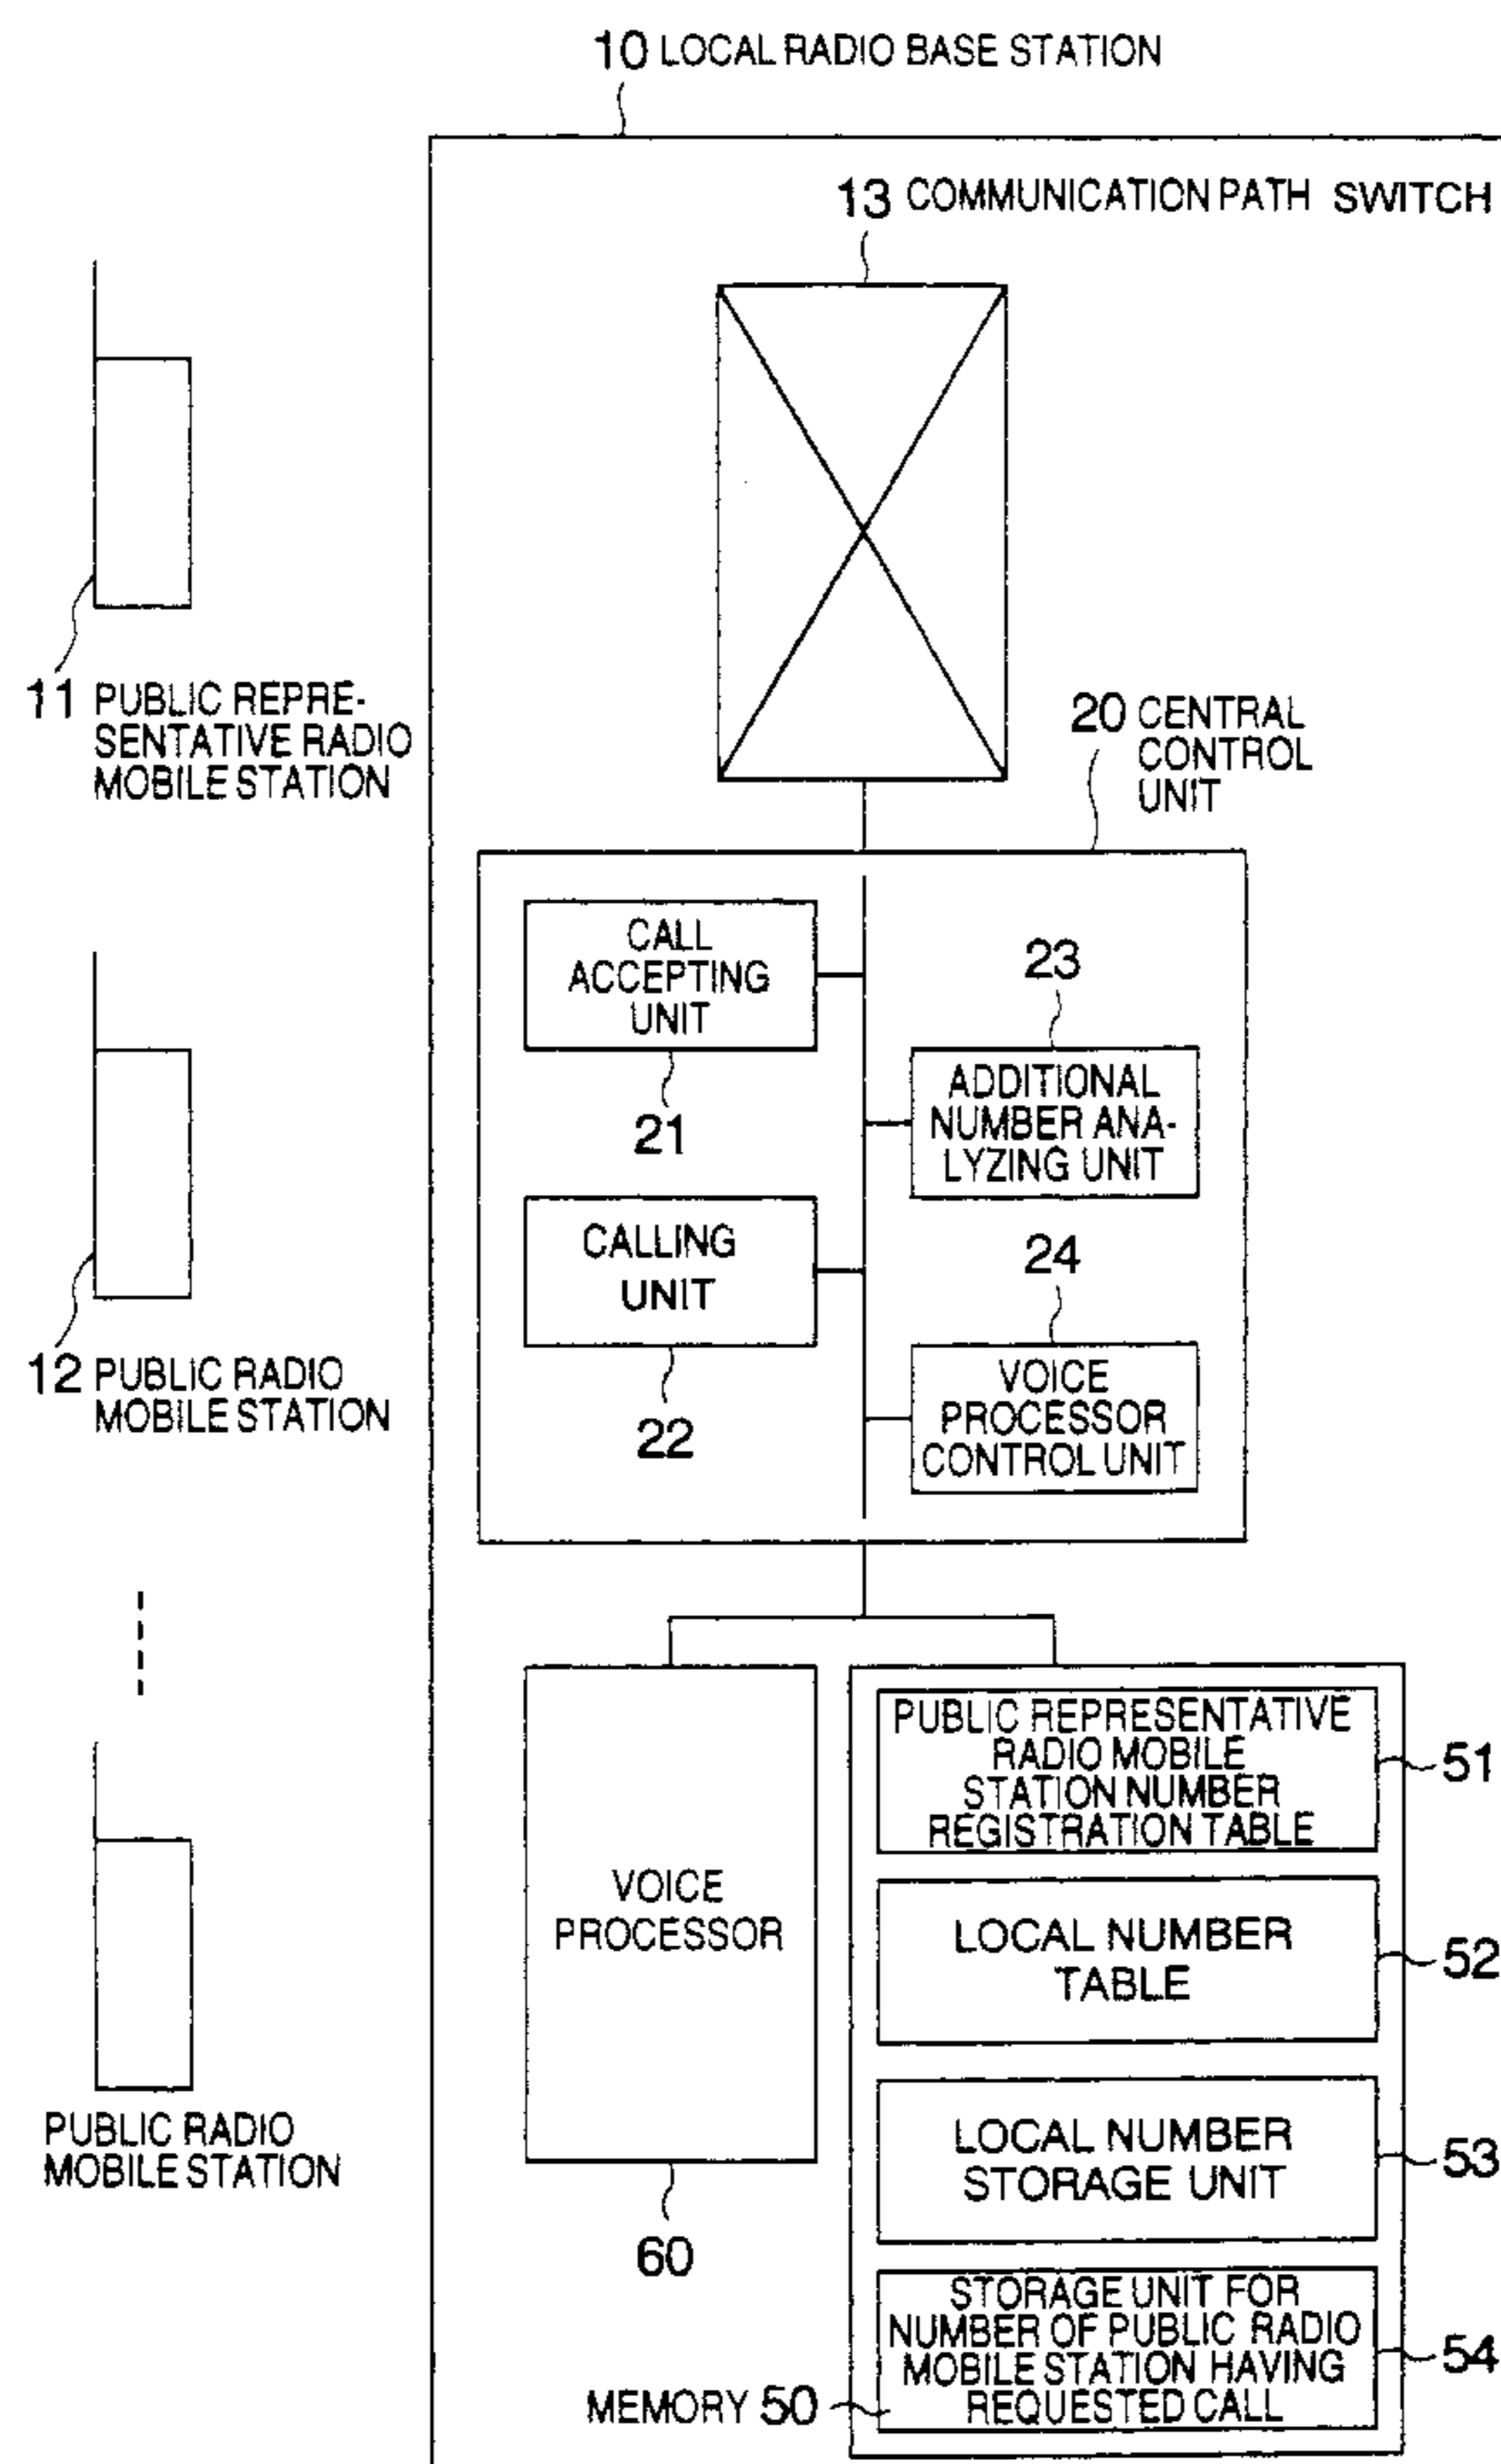 10 LOCAL RADIO BASE STATION
13 COMMUNICATION PATH SWITCH
11 PUBLIC REPRE-
SENTATIVE RADIO
MOBILE STATION
20 CENTRAL
CONTROL
UNIT
CALL
ACCEPTING
UNIT
21
23
ADDITIONAL
NUMBER ANA-
LYZING UNIT
CALLING
UNIT
22
24
VOICE
PROCESSOR
CONTROL UNIT
12 PUBLIC RADIO
MOBILE STATION
PUBLIC RADIO
MOBILE STATION
VOICE
PROCESSOR
60
PUBLIC REPRESENTATIVE
RADIO MOBILE
STATION NUMBER
REGISTRATION TABLE
51
LOCAL NUMBER
TABLE
52
LOCAL NUMBER
STORAGE UNIT
53
STORAGE UNIT FOR
NUMBER OF PUBLIC RADIO
MOBILE STATION HAVING
REQUESTED CALL
54
MEMORY 50